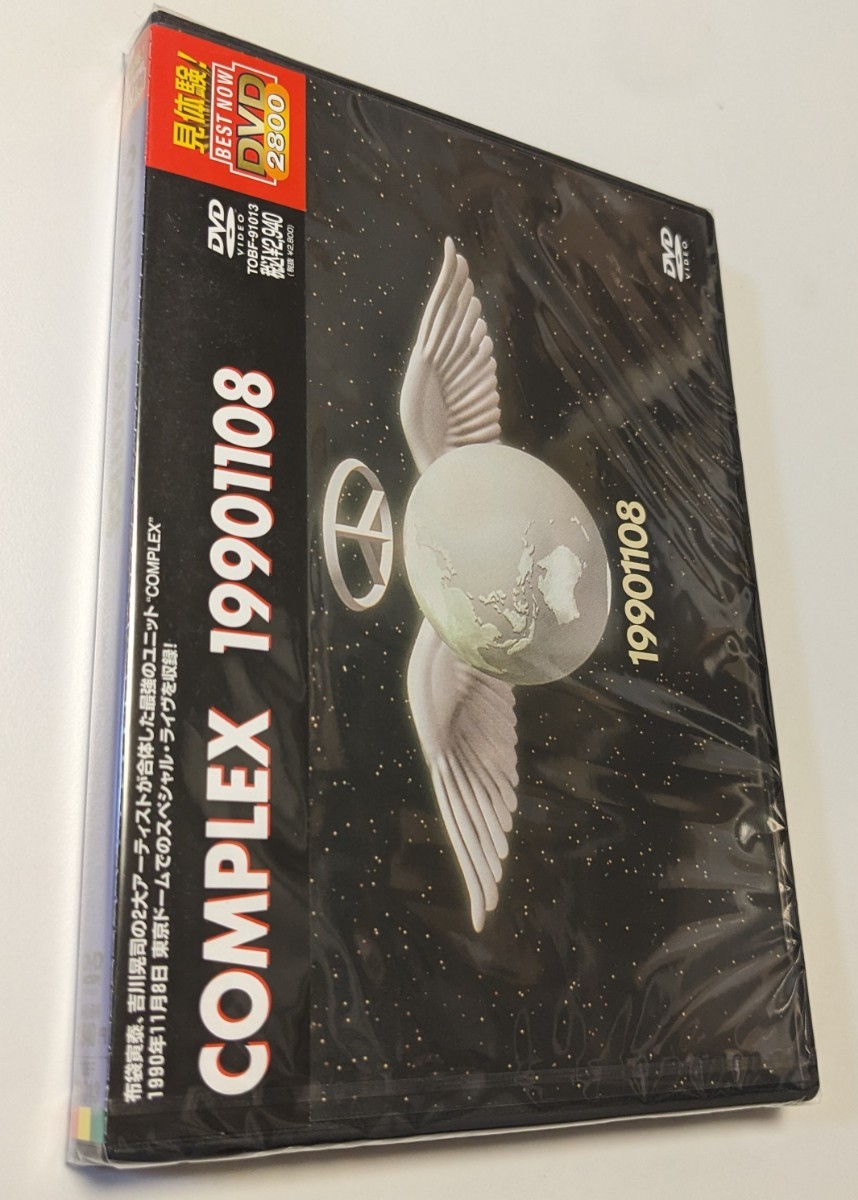 見体験!
BEST NOW
DVD
2800
DVD
VIDEO
TOBF-91013
税込¥2,940
(税抜 ¥2,800)
布袋寅泰、吉川晃司の2大アーティストが合体した最強のユニット"COMPLEX"
1990年11月8日 東京ドームでのスペシャル・ライヴを収録!
COMPLEX 19901108
DVD
VIDEO
19901108